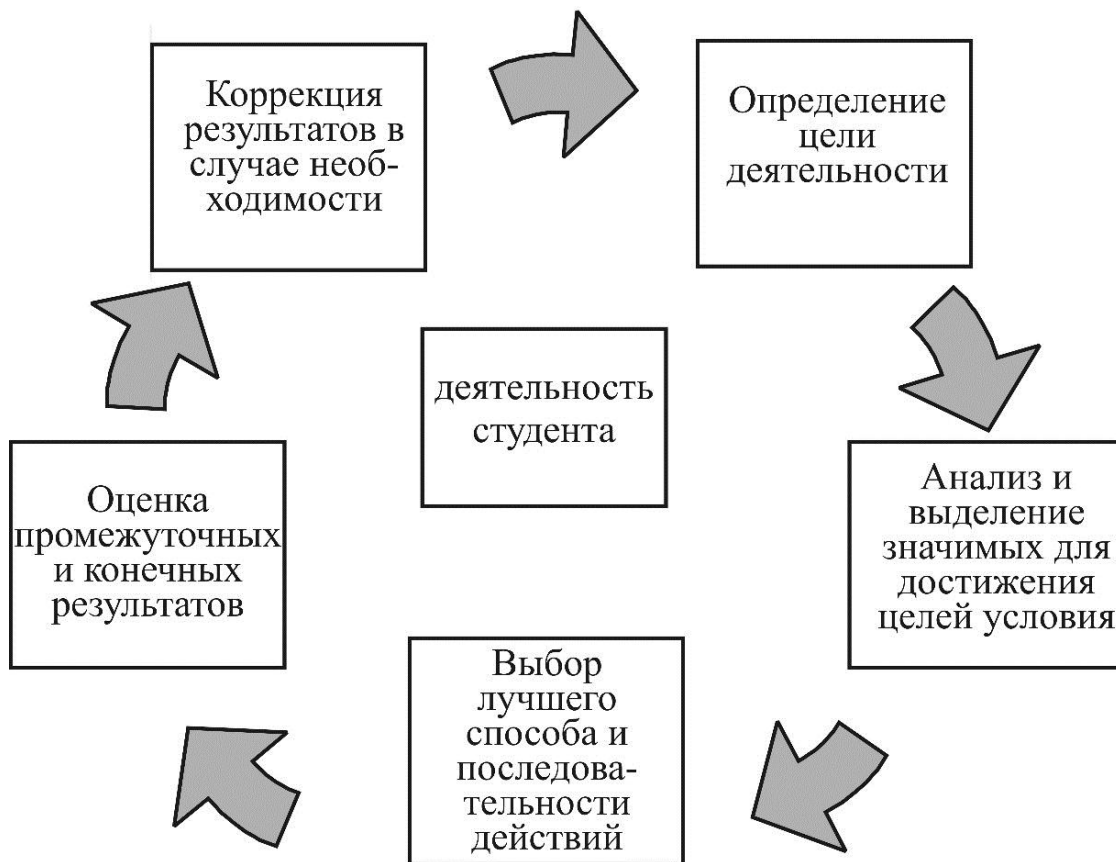 Коррекция
результатов в
случае необ-
ходимости
Определение
цели
деятельности
деятельность
студента
Оценка
промежуточных
и конечных
результатов
Анализ и
выделение
значимых для
достижения
целей условия
Выбор
лучшего
способа и
последова-
тельности
действий